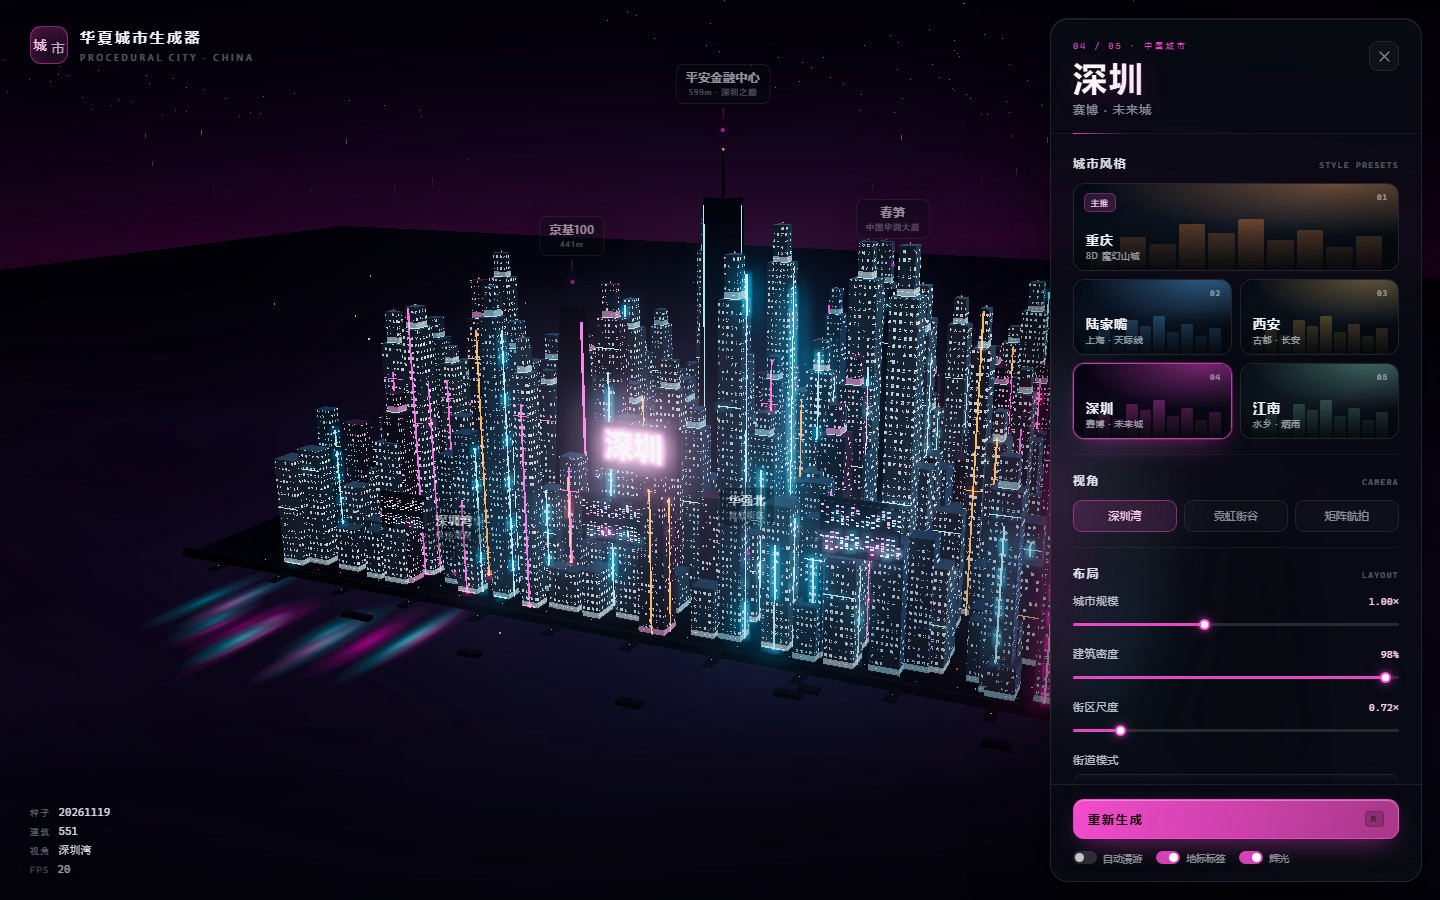 城市
华夏城市生成器
PROCEDURAL CITY · CHINA
平安金融中心
599m · 深圳之巅
京基100
441m
春笋
中国华润大厦
深圳
深圳湾
华强北
种子 20261119
建筑 551
视角 深圳湾
FPS 20
04 / 05 · 中国城市
深圳
赛博 · 未来城
城市风格
STYLE PRESETS
主推
01
重庆
8D 魔幻山城
02
陆家嘴
上海 · 天际线
03
西安
古都 · 长安
04
深圳
赛博 · 未来城
05
江南
水乡 · 烟雨
视角
CAMERA
深圳湾
霓虹街谷
矩阵航拍
布局
LAYOUT
城市规模
1.00×
建筑密度
98%
街区尺度
0.72×
街道模式
重新生成
R
自动漫游
地标标签
辉光